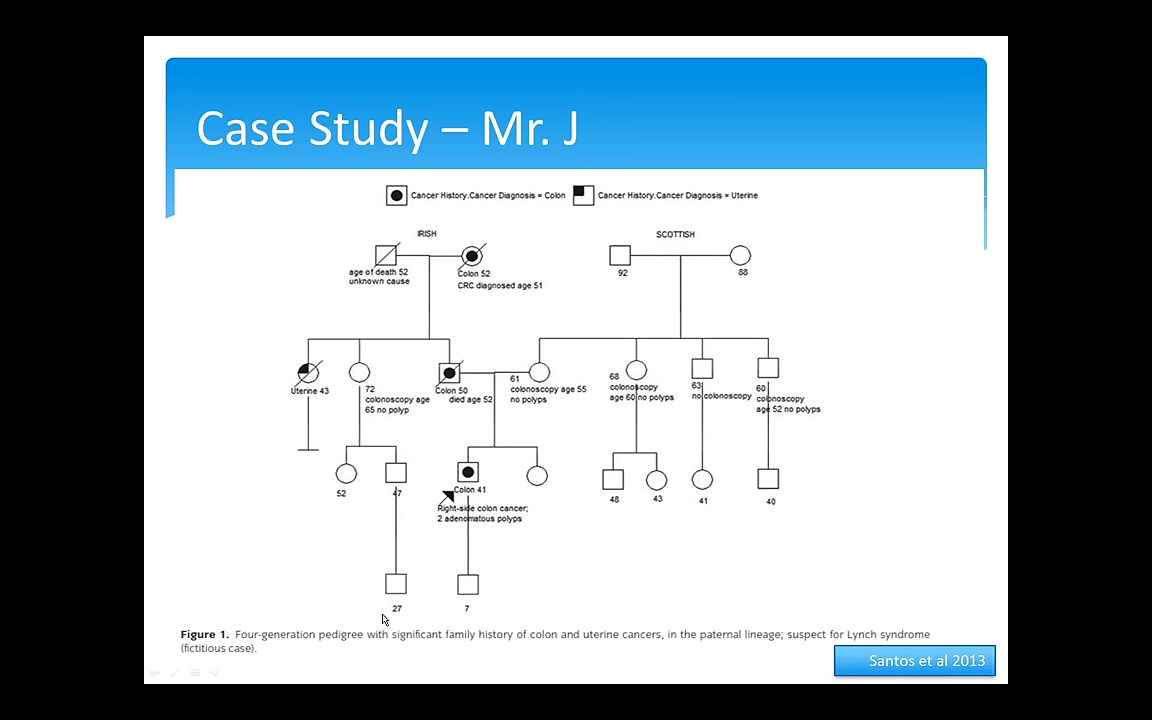 Case Study – Mr. J
Cancer History.Cancer Diagnosis = Colon
Cancer History.Cancer Diagnosis = Uterine
IRISH
SCOTTISH
age of death 52
unknown cause
Colon 52
CRC diagnosed age 51
92
88
Uterine 43
72
colonoscopy age
65 no polyp
Colon 50
died age 52
61
colonoscopy age 55
no polyps
68
colonoscopy
age 60 no polyps
63
no colonoscopy
60
colonoscopy
age 52 no polyps
52
47
Colon 41
Right-side colon cancer;
2 adenomatous polyps
48
43
41
40
27
7
Figure 1. Four-generation pedigree with significant family history of colon and uterine cancers, in the paternal lineage; suspect for Lynch syndrome
(fictitious case).
Santos et al 2013